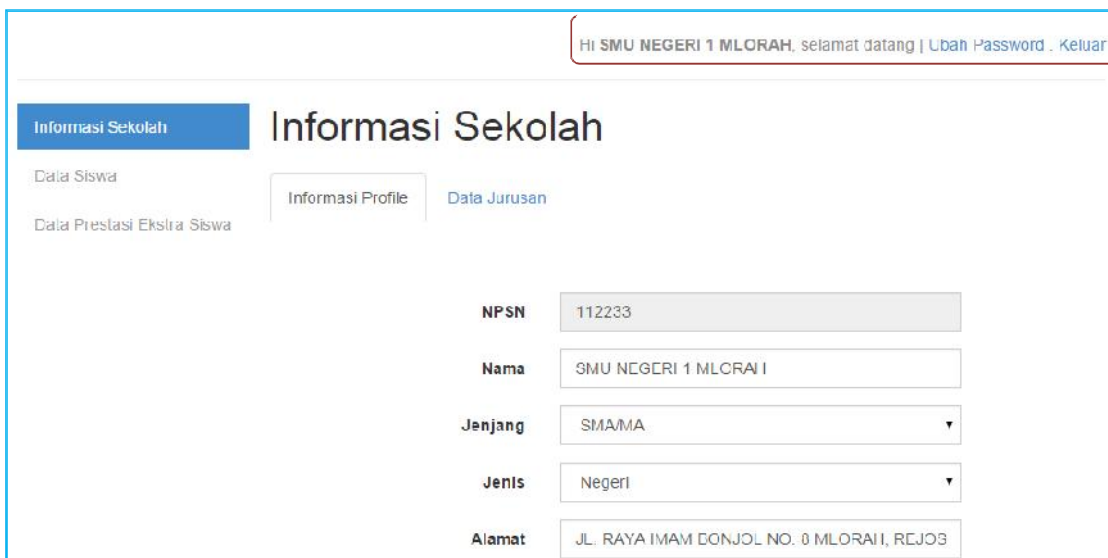 Hi SMU NEGERI 1 MLORAH, selamat datang | Ubah Password . Keluar
Informasi Sekolah
Data Siswa
Data Prestasi Ekstra Siswa
Informasi Sekolah
Informasi Profile
Data Jurusan
NPSN 112233
Nama SMU NEGERI 1 MLORAH
Jenjang SMA/MA
Jenis Negeri
Alamat JL. RAYA IMAM BONJOL NO. 8 MLORAH, REJOS